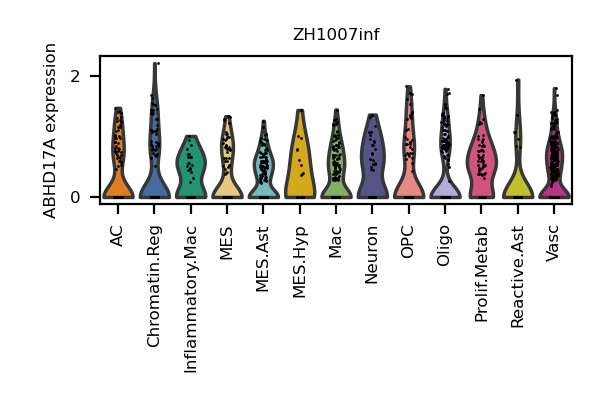 ZH1007inf
ABHD17A expression
2
0
AC
Chromatin.Reg
Inflammatory.Mac
MES
MES.Ast
MES.Hyp
Mac
Neuron
OPC
Oligo
Prolif.Metab
Reactive.Ast
Vasc